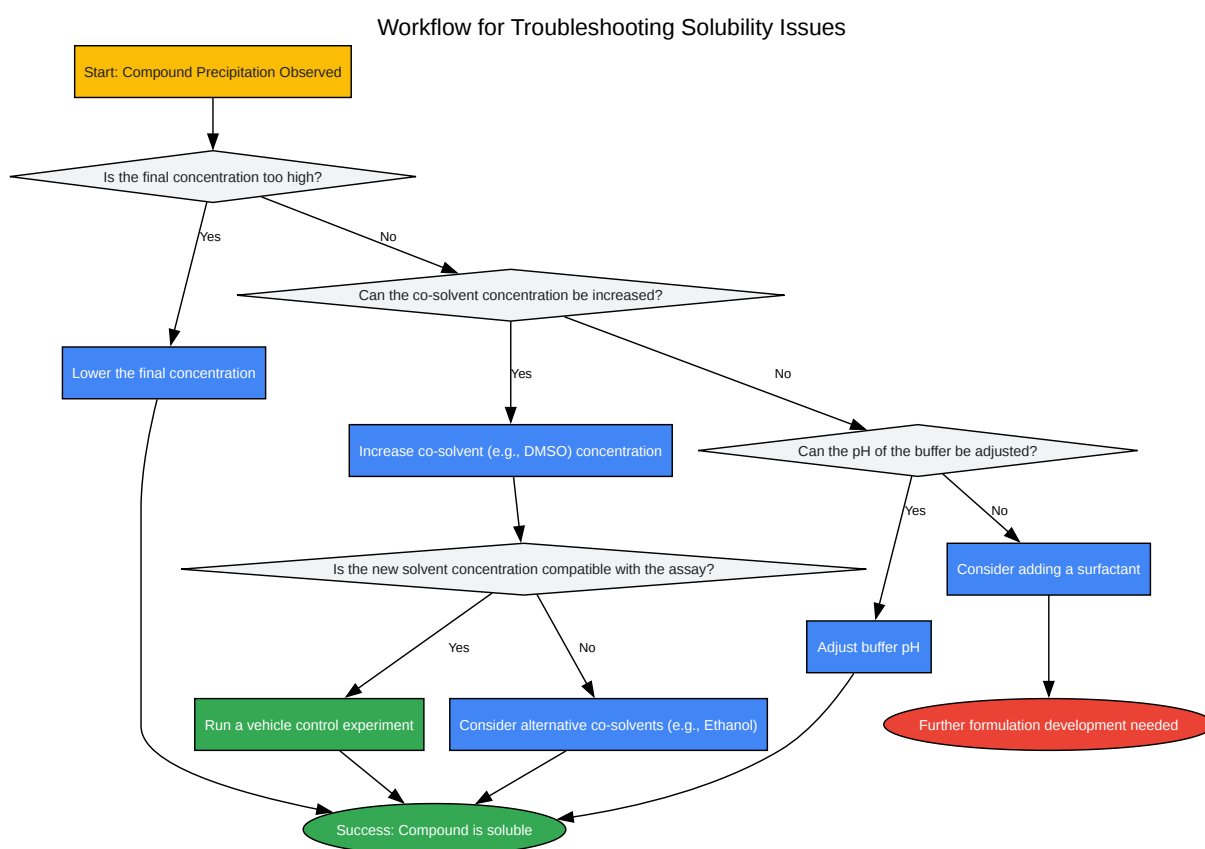 Workflow for Troubleshooting Solubility Issues
Start: Compound Precipitation Observed
Is the final concentration too high?
Yes
No
Can the co-solvent concentration be increased?
Lower the final concentration
Yes
No
Increase co-solvent (e.g., DMSO) concentration
Can the pH of the buffer be adjusted?
Yes
No
Is the new solvent concentration compatible with the assay?
Consider adding a surfactant
Yes
No
Adjust buffer pH
Run a vehicle control experiment
Consider alternative co-solvents (e.g., Ethanol)
Further formulation development needed
Success: Compound is soluble